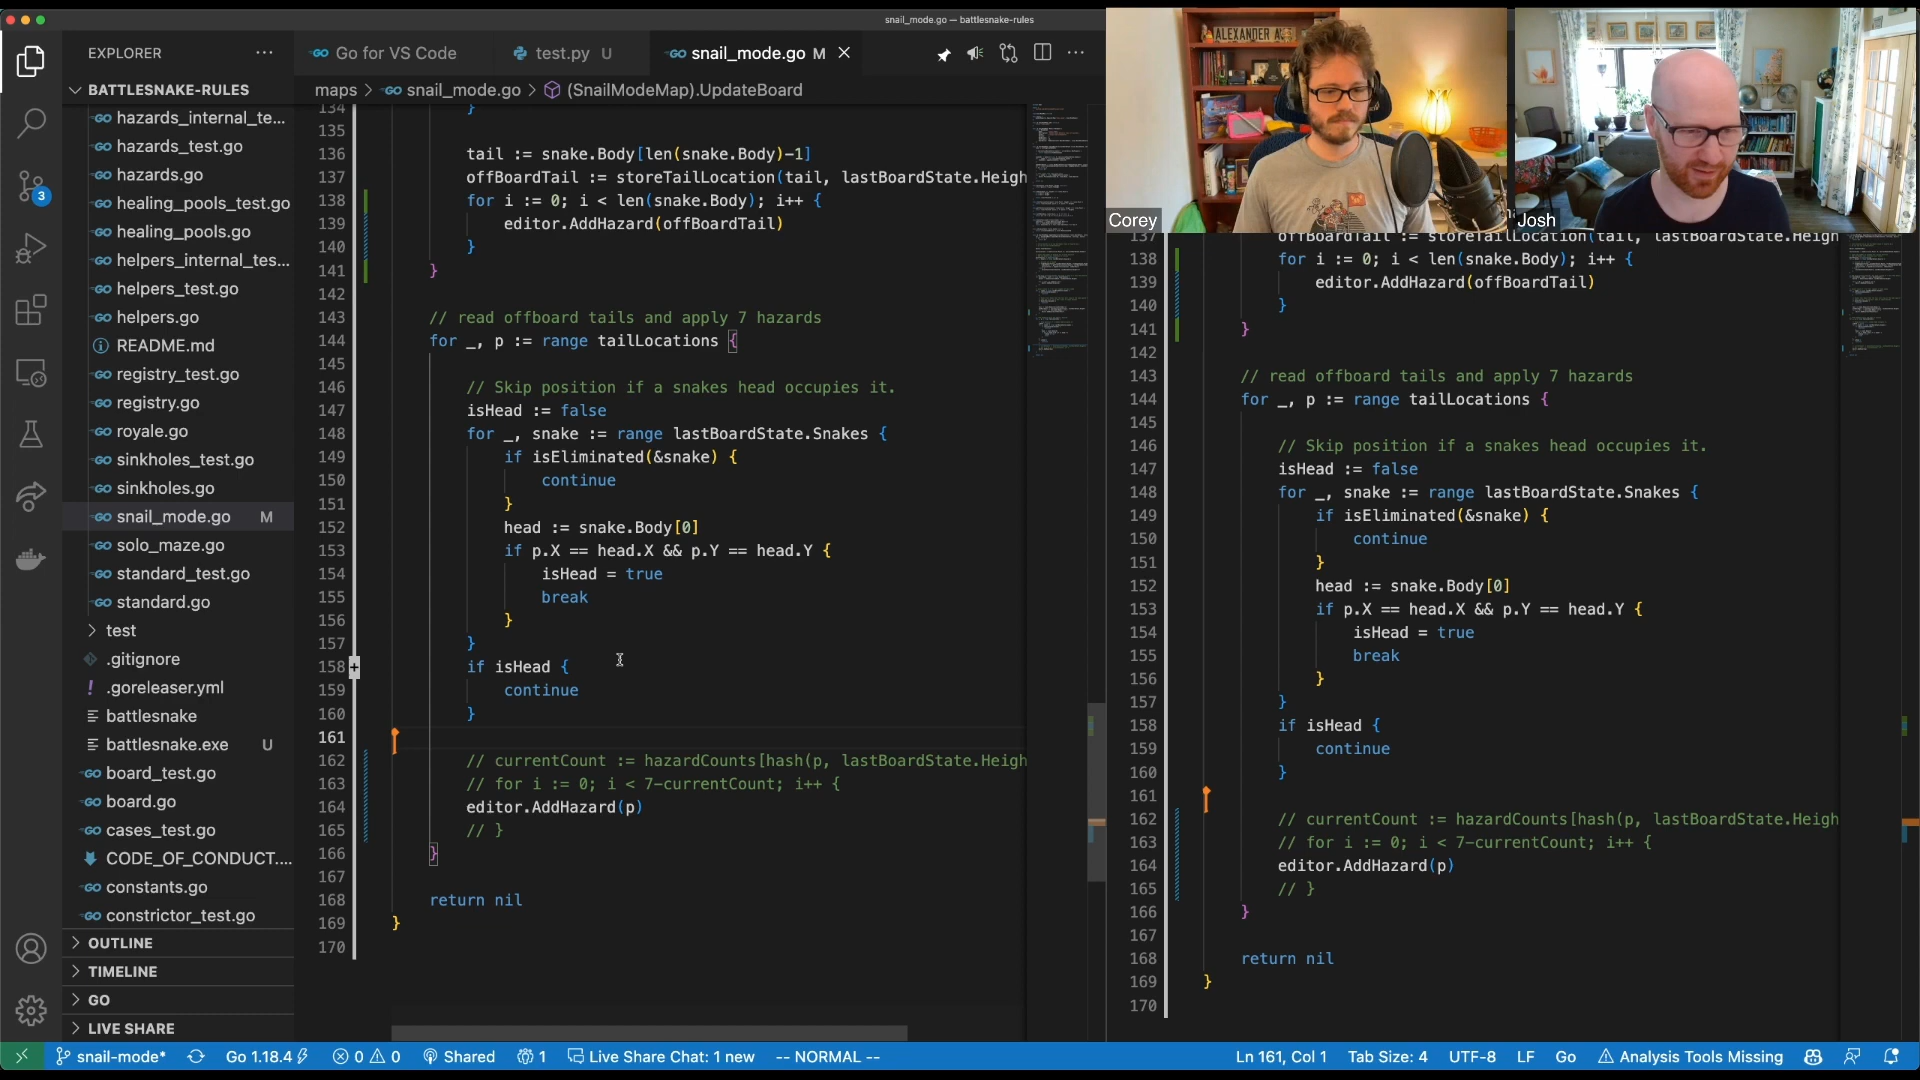 snail_mode.go — battlesnake-rules
EXPLORER
Go for VS Code
test.py U
snail_mode.go M
BATTLESNAKE-RULES
maps > snail_mode.go > (SnailModeMap).UpdateBoard
hazards_internal_te...
hazards_test.go
hazards.go
healing_pools_test.go
healing_pools.go
helpers_internal_tes...
helpers_test.go
helpers.go
README.md
registry_test.go
registry.go
royale.go
sinkholes_test.go
sinkholes.go
snail_mode.go M
solo_maze.go
standard_test.go
standard.go
test
.gitignore
.goreleaser.yml
battlesnake
battlesnake.exe U
board_test.go
board.go
cases_test.go
CODE_OF_CONDUCT....
constants.go
constrictor_test.go
OUTLINE
TIMELINE
GO
LIVE SHARE
3
134 }
135
136 tail := snake.Body[len(snake.Body)-1]
137 offBoardTail := storeTailLocation(tail, lastBoardState.Heigh
138 for i := 0; i < len(snake.Body); i++ {
139 editor.AddHazard(offBoardTail)
140 }
141 }
142
143 // read offboard tails and apply 7 hazards
144 for _, p := range tailLocations {
145
146 // Skip position if a snakes head occupies it.
147 isHead := false
148 for _, snake := range lastBoardState.Snakes {
149 if isEliminated(&snake) {
150 continue
151 }
152 head := snake.Body[0]
153 if p.X == head.X && p.Y == head.Y {
154 isHead = true
155 break
156 }
157 }
158 if isHead {
159 continue
160 }
161
162 // currentCount := hazardCounts[hash(p, lastBoardState.Heigh
163 // for i := 0; i < 7-currentCount; i++ {
164 editor.AddHazard(p)
165 // }
166 }
167
168 return nil
169 }
170
ALEXANDER A
Corey
Josh
137 offBoardTail := storeTailLocation(tail, lastBoardState.Heigh
138 for i := 0; i < len(snake.Body); i++ {
139 editor.AddHazard(offBoardTail)
140 }
141 }
142
143 // read offboard tails and apply 7 hazards
144 for _, p := range tailLocations {
145
146 // Skip position if a snakes head occupies it.
147 isHead := false
148 for _, snake := range lastBoardState.Snakes {
149 if isEliminated(&snake) {
150 continue
151 }
152 head := snake.Body[0]
153 if p.X == head.X && p.Y == head.Y {
154 isHead = true
155 break
156 }
157 }
158 if isHead {
159 continue
160 }
161
162 // currentCount := hazardCounts[hash(p, lastBoardState.Heigh
163 // for i := 0; i < 7-currentCount; i++ {
164 editor.AddHazard(p)
165 // }
166 }
167
168 return nil
169 }
170
snail-mode* Go 1.18.4 0 0 Shared 1 Live Share Chat: 1 new -- NORMAL -- Ln 161, Col 1 Tab Size: 4 UTF-8 LF Go Analysis Tools Missing